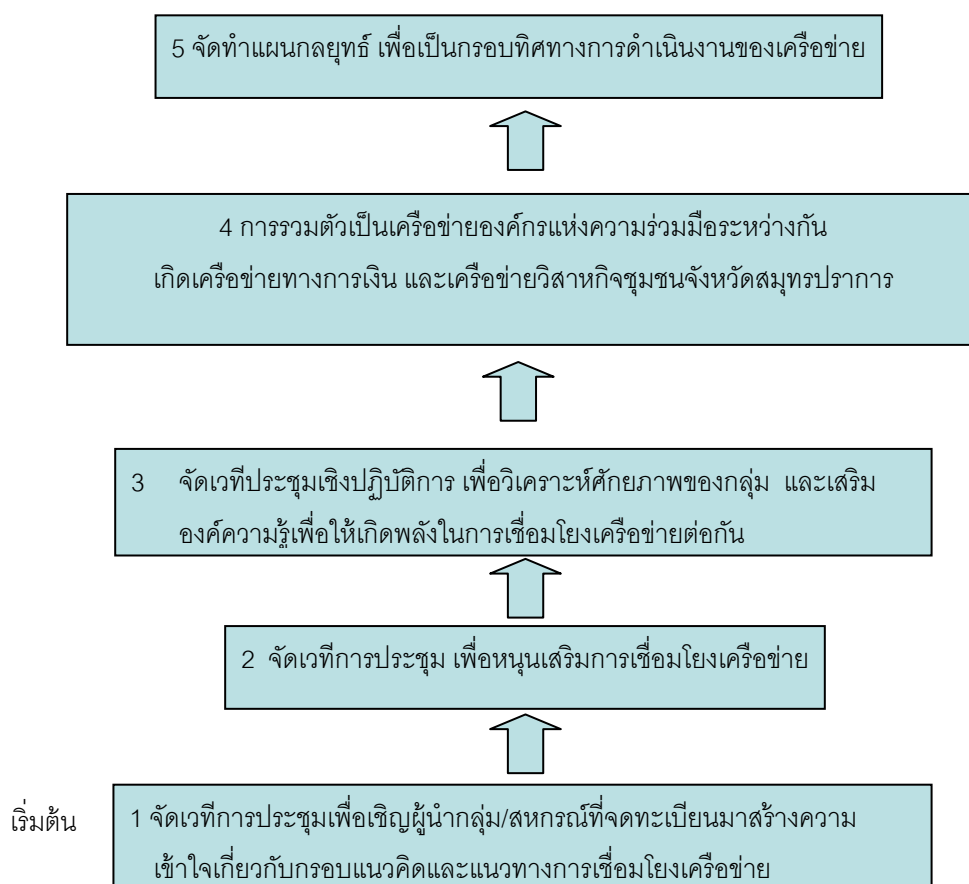 5 จัดทำแผนกลยุทธ์ เพื่อเป็นกรอบทิศทางการดำเนินงานของเครือข่าย
4 การรวมตัวเป็นเครือข่ายองค์กรแห่งความร่วมมือระหว่างกัน
เกิดเครือข่ายทางการเงิน และเครือข่ายวิสาหกิจชุมชนจังหวัดสมุทรปราการ
3 จัดเวทีประชุมเชิงปฏิบัติการ เพื่อวิเคราะห์ศักยภาพของกลุ่ม และเสริม
องค์ความรู้เพื่อให้เกิดพลังในการเชื่อมโยงเครือข่ายต่อกัน
2 จัดเวทีการประชุม เพื่อหนุนเสริมการเชื่อมโยงเครือข่าย
เริ่มต้น
1 จัดเวทีการประชุมเพื่อเชิญผู้นำกลุ่ม/สหกรณ์ที่จดทะเบียนมาสร้างความ
เข้าใจเกี่ยวกับกรอบแนวคิดและแนวทางการเชื่อมโยงเครือข่าย